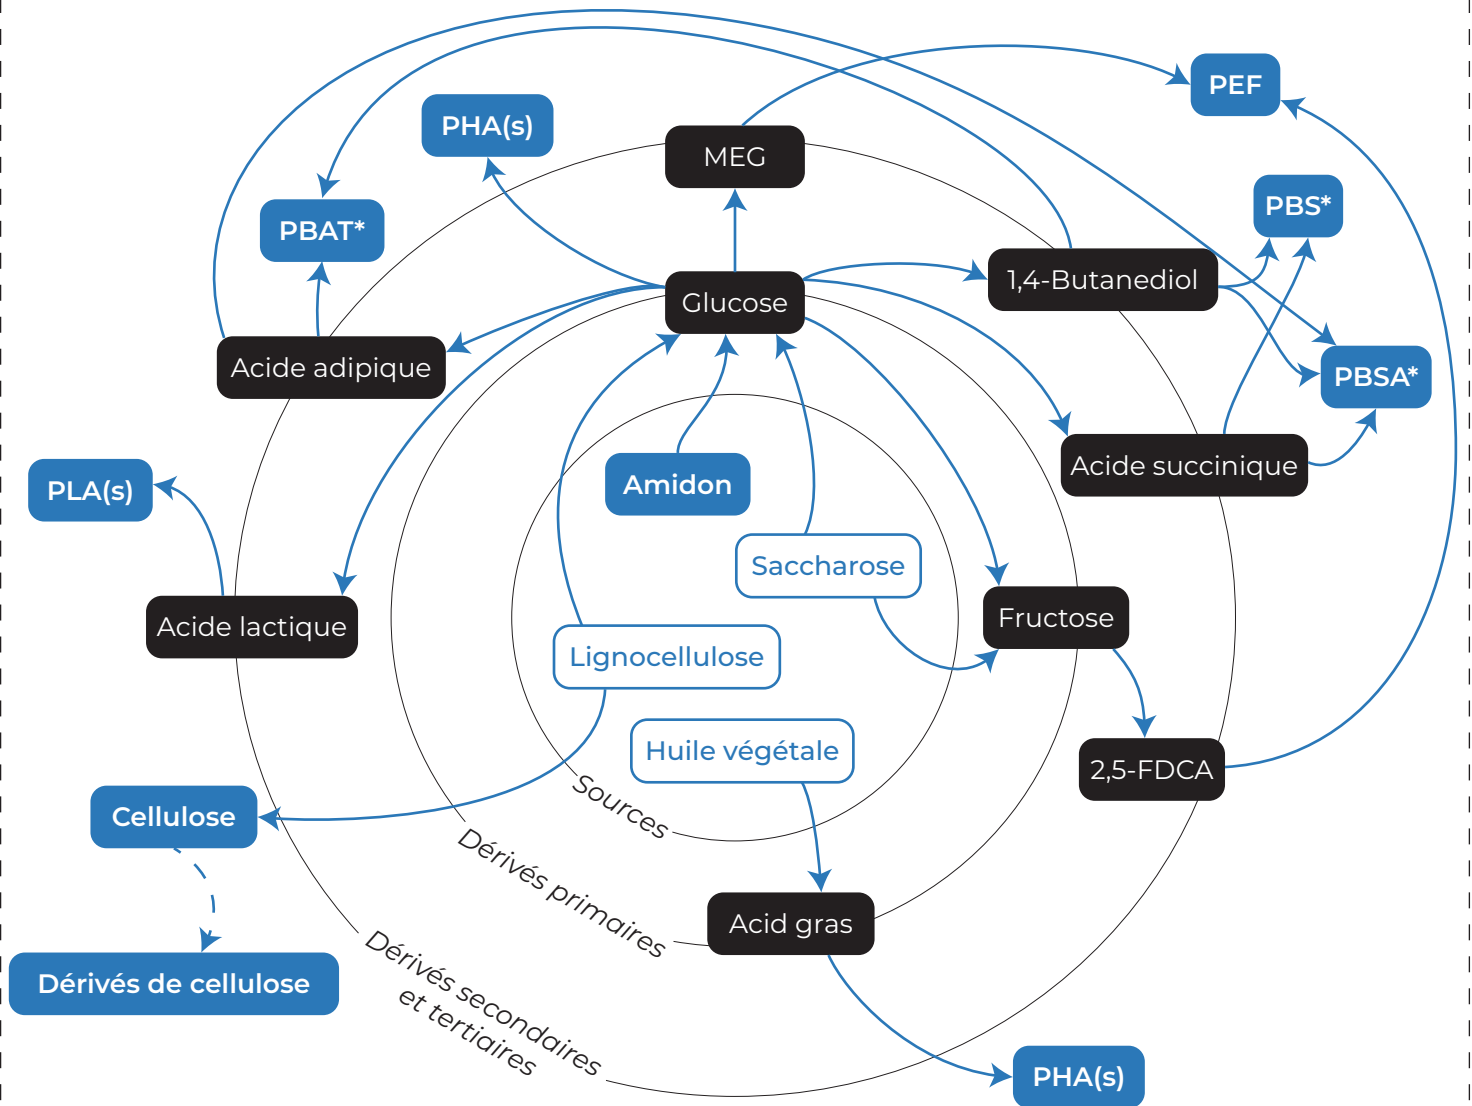 PEF
PHA(s)
MEG
PBS*
PBAT*
1,4-Butanediol
Glucose
Acide adipique
PBSA*
Acide succinique
PLA(s)
Amidon
Saccharose
Fructose
Acide lactique
Lignocellulose
Huile végétale
2,5-FDCA
Sources
Cellulose
Dérivés primaires
Acid gras
Dérivés secondaires
et tertiaires
Dérivés de cellulose
PHA(s)